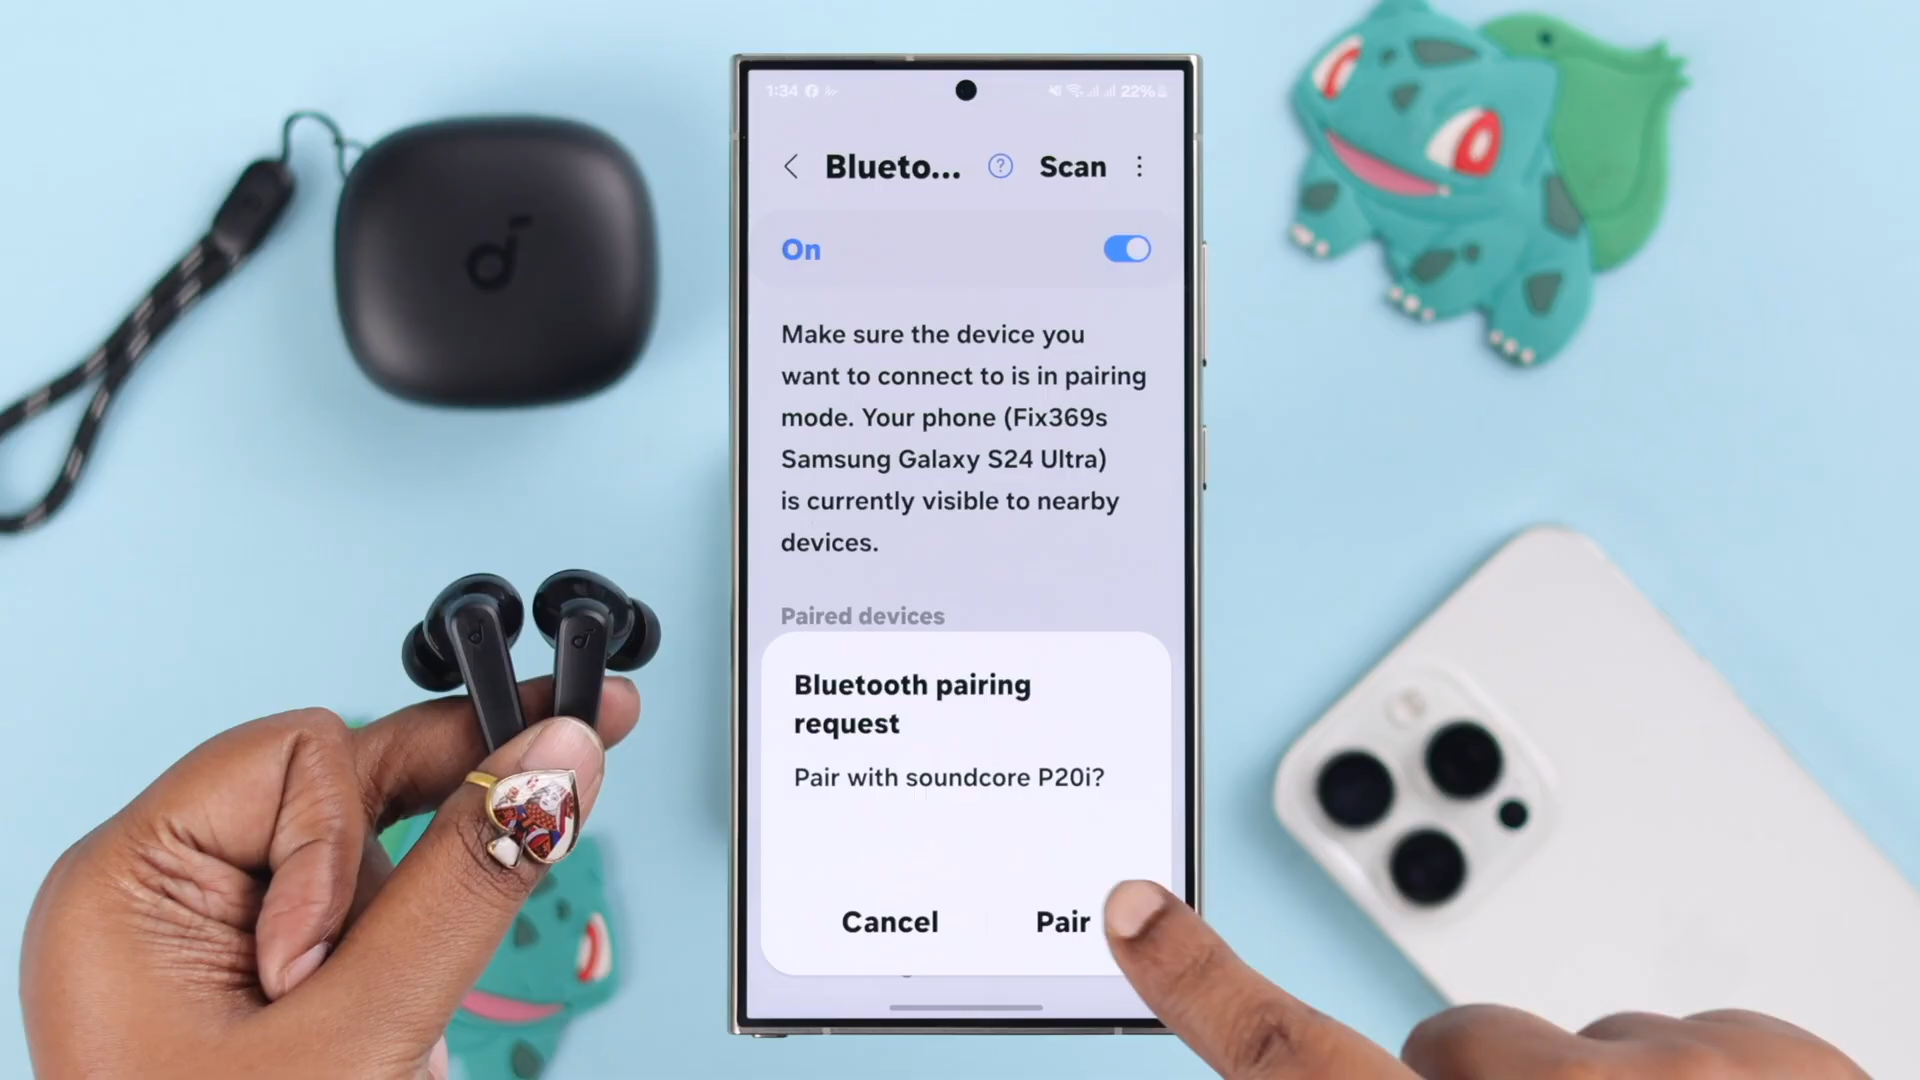 1:34
22%
Blueto...
?
Scan
On
Make sure the device you
want to connect to is in pairing
mode. Your phone (Fix369s
Samsung Galaxy S24 Ultra)
is currently visible to nearby
devices.
Paired devices
Bluetooth pairing
request
Pair with soundcore P20i?
Cancel
Pair